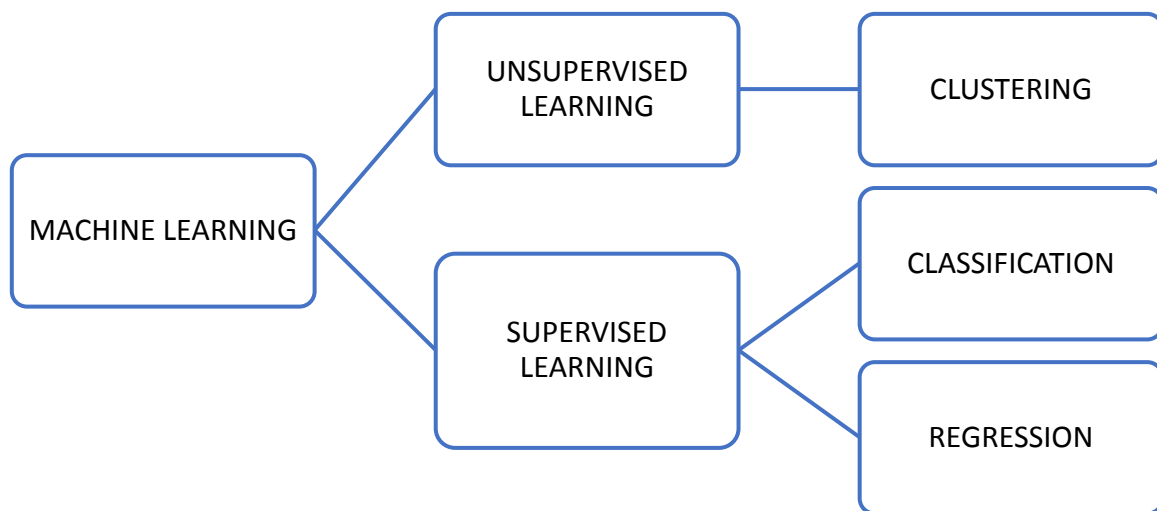 MACHINE LEARNING
UNSUPERVISED
LEARNING
CLUSTERING
SUPERVISED
LEARNING
CLASSIFICATION
REGRESSION